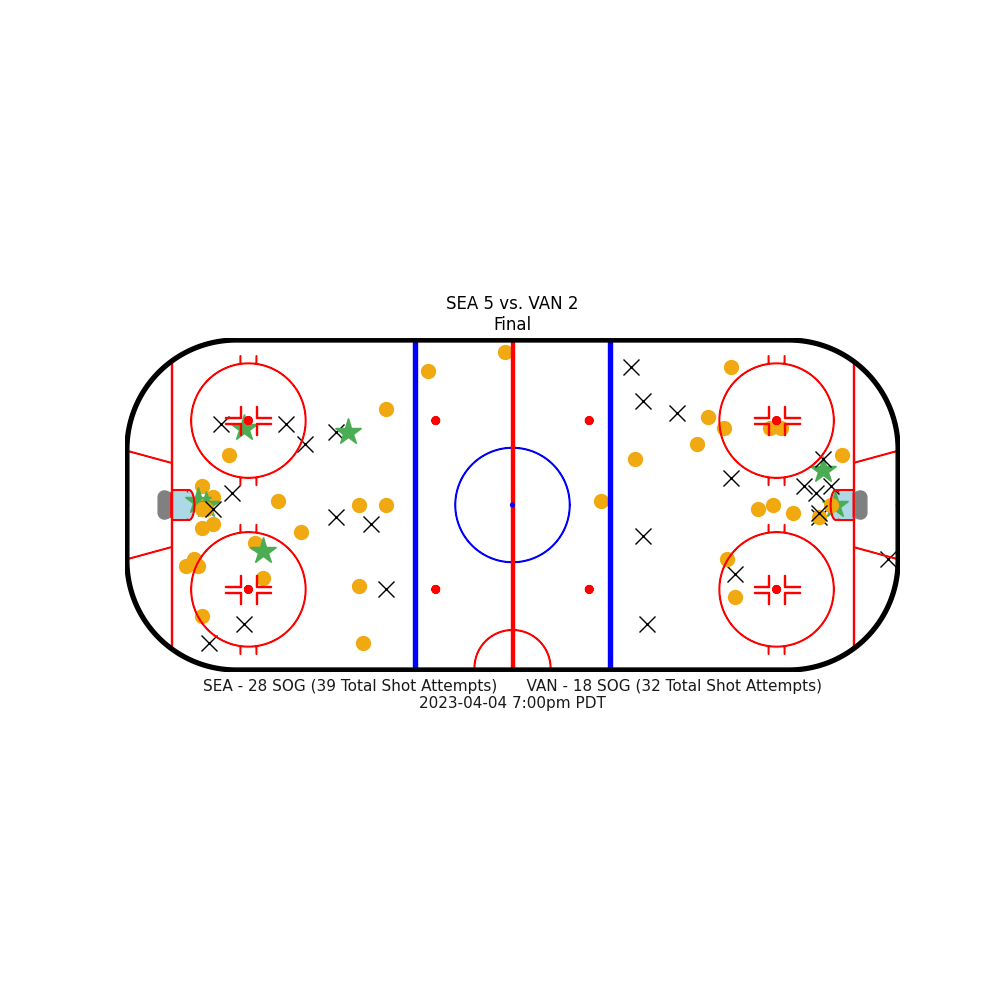 SEA 5 vs. VAN 2
Final
SEA - 28 SOG (39 Total Shot Attempts) VAN - 18 SOG (32 Total Shot Attempts)
2023-04-04 7:00pm PDT